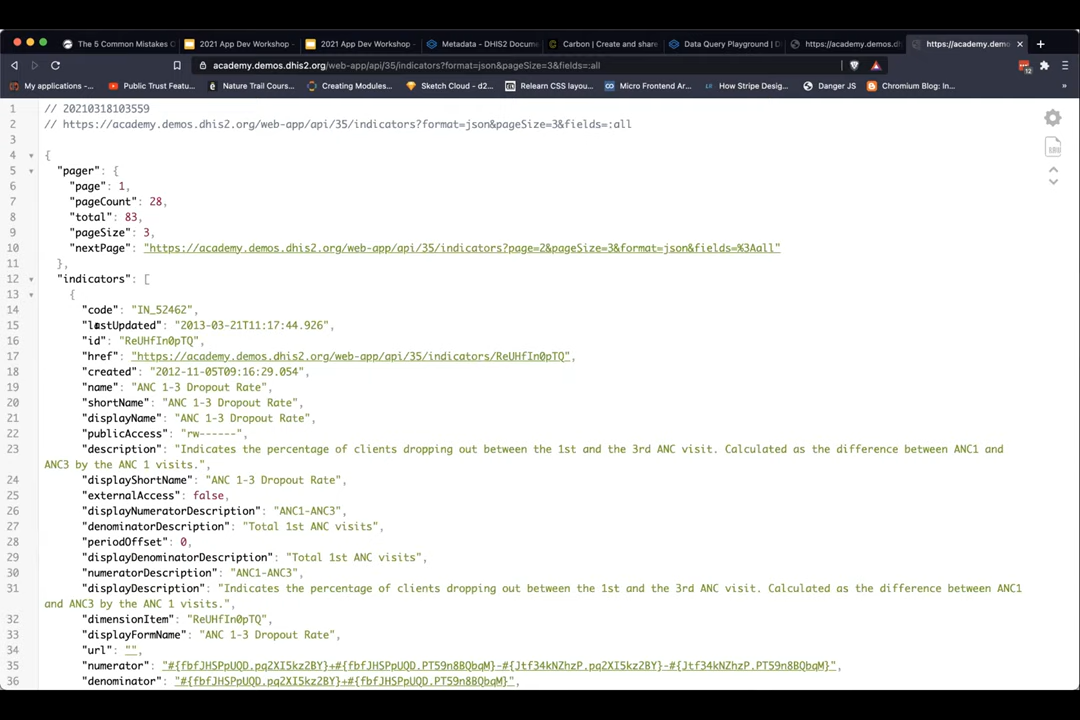 The 5 Common Mistakes O
2021 App Dev Workshop -
2021 App Dev Workshop -
Metadata - DHIS2 Docume
Carbon | Create and share
Data Query Playground | D
https://academy.demos.dh
https://academy.demos.
academy.demos.dhis2.org/web-app/api/35/indicators?format=json&pageSize=3&fields=:all
12
My applications -...
Public Trust Featu...
Nature Trail Cours...
Creating Modules...
Sketch Cloud - d2...
Relearn CSS layou...
Micro Frontend Ar...
How Stripe Design...
Danger JS
Chromium Blog: In...
»
1 // 20210318103559
2 // https://academy.demos.dhis2.org/web-app/api/35/indicators?format=json&pageSize=3&fields=:all
3
4 {
5 "pager": {
6 "page": 1,
7 "pageCount": 28,
8 "total": 83,
9 "pageSize": 3,
10 "nextPage": "https://academy.demos.dhis2.org/web-app/api/35/indicators?page=2&pageSize=3&format=json&fields=%3Aall"
11 },
12 "indicators": [
13 {
14 "code": "IN_52462",
15 "lastUpdated": "2013-03-21T11:17:44.926",
16 "id": "ReUHfIn0pTQ",
17 "href": "https://academy.demos.dhis2.org/web-app/api/35/indicators/ReUHfIn0pTQ",
18 "created": "2012-11-05T09:16:29.054",
19 "name": "ANC 1-3 Dropout Rate",
20 "shortName": "ANC 1-3 Dropout Rate",
21 "displayName": "ANC 1-3 Dropout Rate",
22 "publicAccess": "rw------",
23 "description": "Indicates the percentage of clients dropping out between the 1st and the 3rd ANC visit. Calculated as the difference between ANC1 and
ANC3 by the ANC 1 visits.",
24 "displayShortName": "ANC 1-3 Dropout Rate",
25 "externalAccess": false,
26 "displayNumeratorDescription": "ANC1-ANC3",
27 "denominatorDescription": "Total 1st ANC visits",
28 "periodOffset": 0,
29 "displayDenominatorDescription": "Total 1st ANC visits",
30 "numeratorDescription": "ANC1-ANC3",
31 "displayDescription": "Indicates the percentage of clients dropping out between the 1st and the 3rd ANC visit. Calculated as the difference between ANC1
and ANC3 by the ANC 1 visits.",
32 "dimensionItem": "ReUHfIn0pTQ",
33 "displayFormName": "ANC 1-3 Dropout Rate",
34 "url": "",
35 "numerator": "#{fbfJHSPpUQD.pq2XI5kz2BY}+#{fbfJHSPpUQD.PT59n8BQbqM}-#{Jtf34kNZhzP.pq2XI5kz2BY}-#{Jtf34kNZhzP.PT59n8BQbqM}",
36 "denominator": "#{fbfJHSPpUQD.pq2XI5kz2BY}+#{fbfJHSPpUQD.PT59n8BQbqM}",